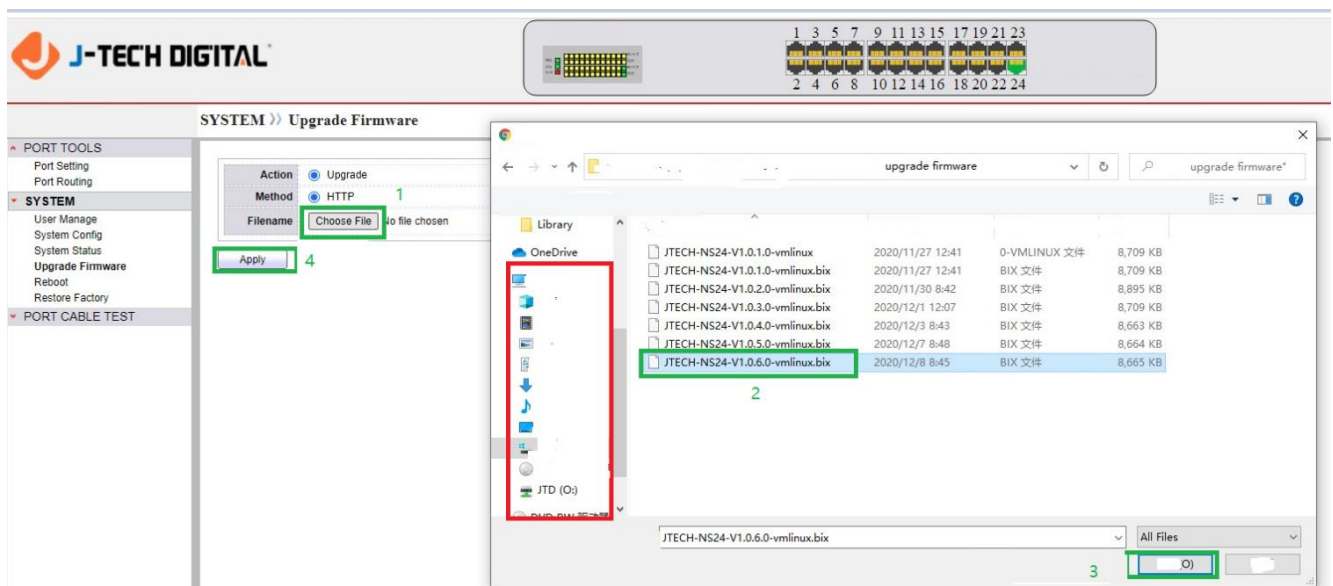 J-TECH DIGITAL
1 3 5 7 9 11 13 15 17 19 21 23
2 4 6 8 10 12 14 16 18 20 22 24
SYSTEM 》 Upgrade Firmware
PORT TOOLS
Port Setting
Port Routing
SYSTEM
User Manage
System Config
System Status
Upgrade Firmware
Reboot
Restore Factory
PORT CABLE TEST
Action Upgrade
Method HTTP 1
Filename Choose File No file chosen
Apply 4
upgrade firmware upgrade firmware"
Library
OneDrive
JTD (O:)
JTECH-NS24-V1.0.1.0-vmlinux 2020/11/27 12:41 0-VMLINUX 文件 8,709 KB
JTECH-NS24-V1.0.1.0-vmlinux.bix 2020/11/27 12:41 BIX 文件 8,709 KB
JTECH-NS24-V1.0.2.0-vmlinux.bix 2020/11/30 8:42 BIX 文件 8,895 KB
JTECH-NS24-V1.0.3.0-vmlinux.bix 2020/12/1 12:07 BIX 文件 8,709 KB
JTECH-NS24-V1.0.4.0-vmlinux.bix 2020/12/3 8:43 BIX 文件 8,663 KB
JTECH-NS24-V1.0.5.0-vmlinux.bix 2020/12/7 8:48 BIX 文件 8,664 KB
JTECH-NS24-V1.0.6.0-vmlinux.bix 2020/12/8 8:45 BIX 文件 8,665 KB
2
JTECH-NS24-V1.0.6.0-vmlinux.bix All Files
3 O)